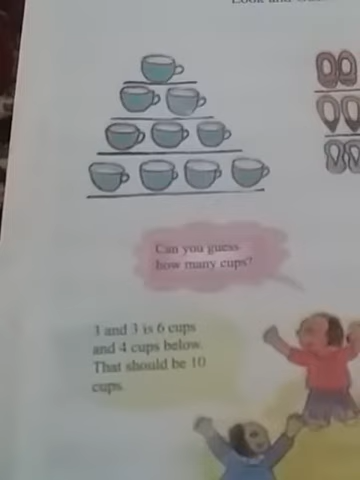 Can you guess
how many cups?
3 and 3 is 6 cups
and 4 cups below.
That should be 10
cups.